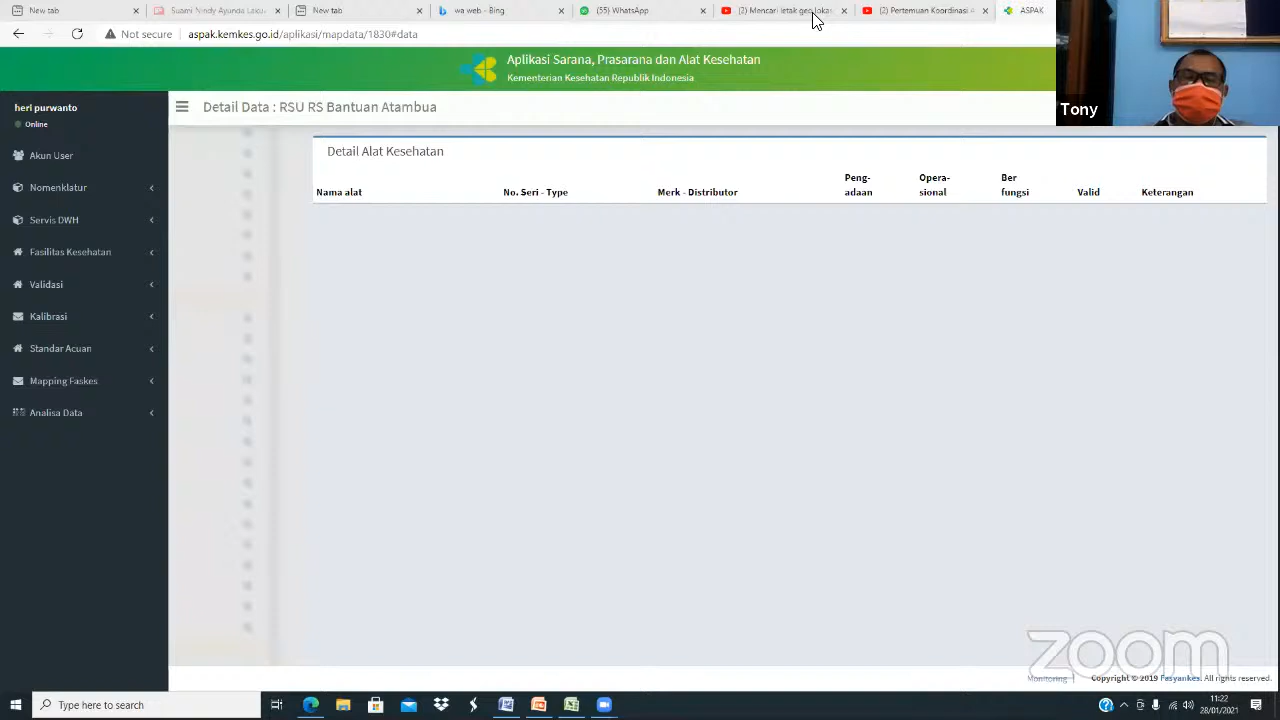 New tab
Suami Nindy Ayunda Laku
New tab
wa web - Bing
(55) WhatsApp
(2) Mencari letak geo lokas
(2) Pertemuan Koordinasi A
ASPAK
Not secure
aspak.kemkes.go.id/aplikasi/mapdata/1830#data
Aplikasi Sarana, Prasarana dan Alat Kesehatan
Kementerian Kesehatan Republik Indonesia
Tony
heri purwanto
Online
Detail Data : RSU RS Bantuan Atambua
Akun User
Nomenklatur
Servis DWH
Fasilitas Kesehatan
Validasi
Kalibrasi
Standar Acuan
Mapping Faskes
Analisa Data
Detail Alat Kesehatan
Nama alat
No. Seri - Type
Merk - Distributor
Peng-
adaan
Opera-
sional
Ber
fungsi
Valid
Keterangan
zoom
Monitoring
Copyright © 2019 Fasyankes. All rights reserved.
Type here to search
11:22
28/01/2021